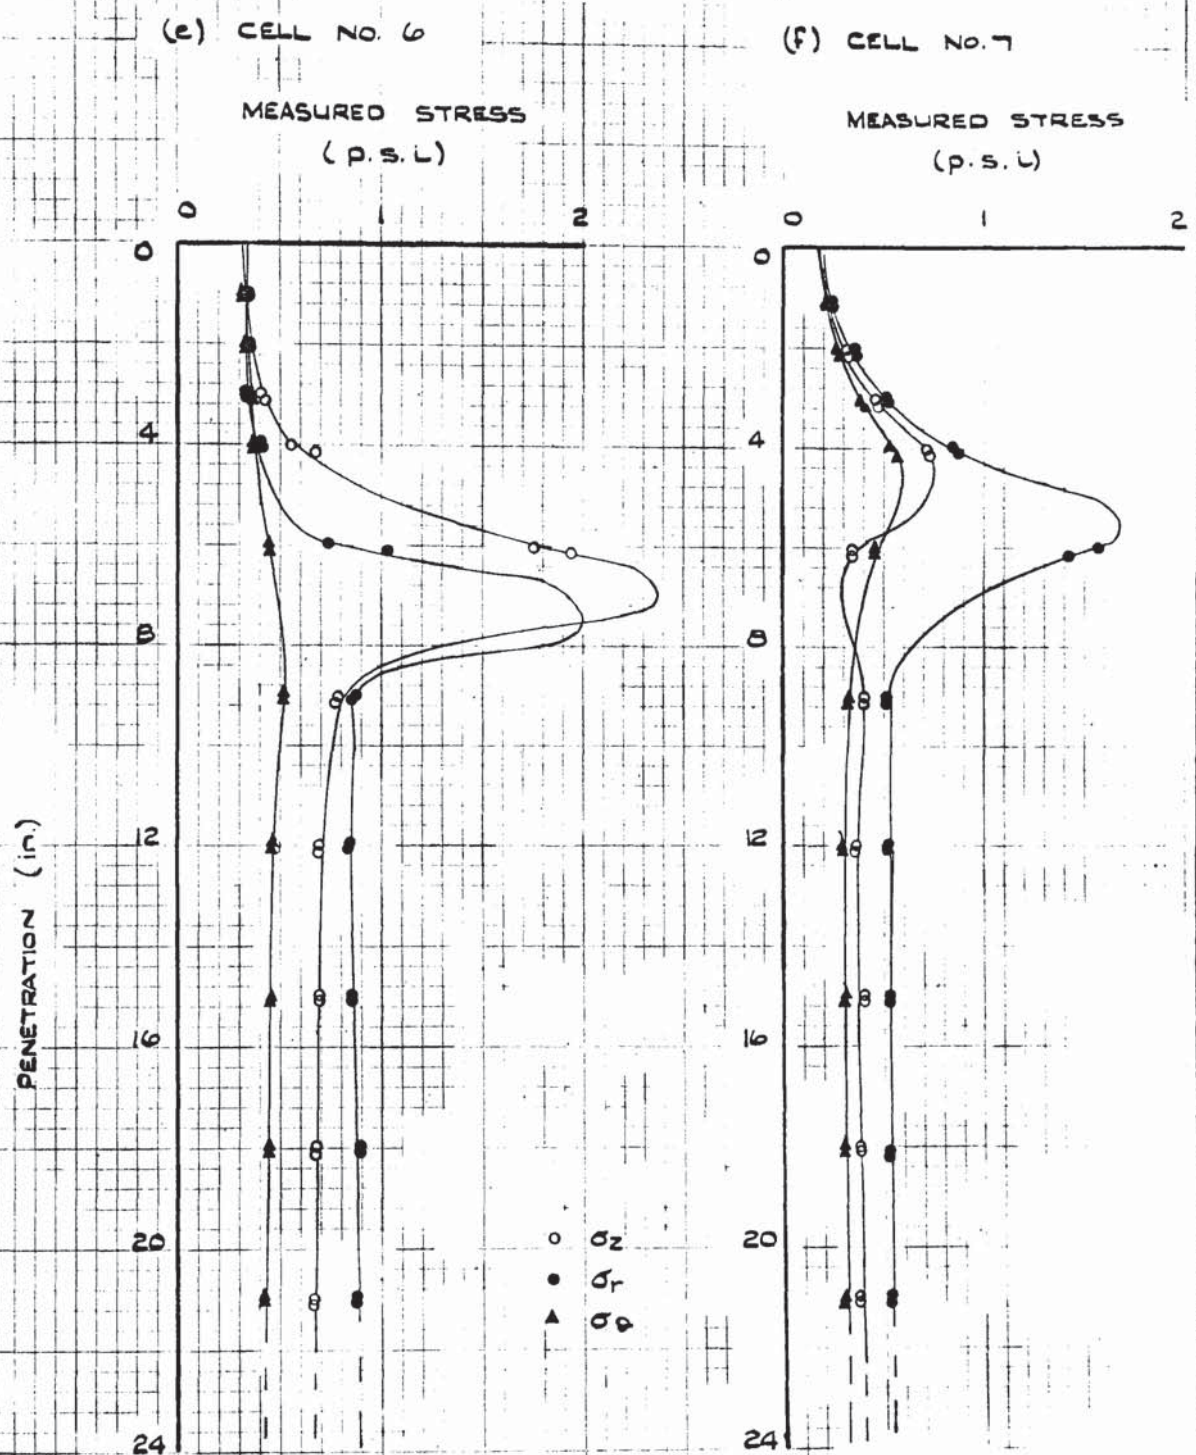 (e) CELL NO. 6
MEASURED STRESS
(p.s.i)
0 1 2
0
4
8
12
16
20
24
PENETRATION (in.)
○ σz
● σr
▲ σθ
(f) CELL NO. 7
MEASURED STRESS
(p.s.i)
0 1 2
0
4
8
12
16
20
24